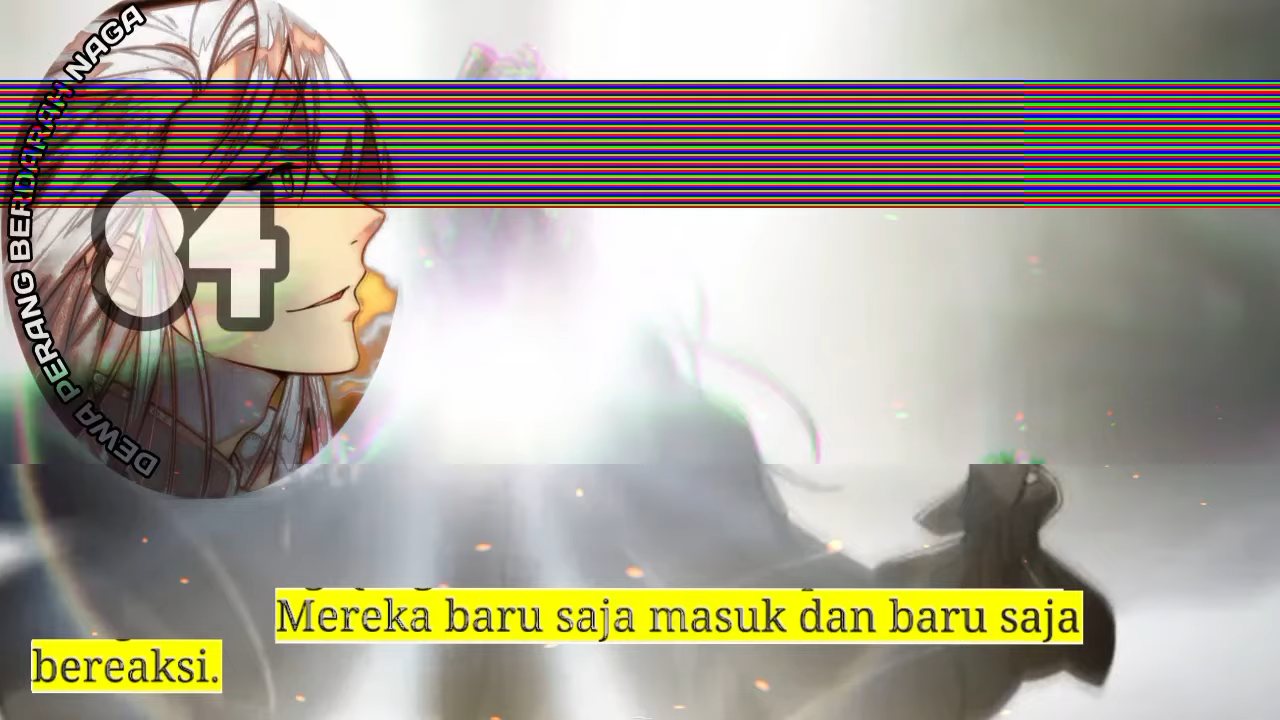 DEWA PERANG BERDARAH NAGA
84
Mereka baru saja masuk dan baru saja
bereaksi.